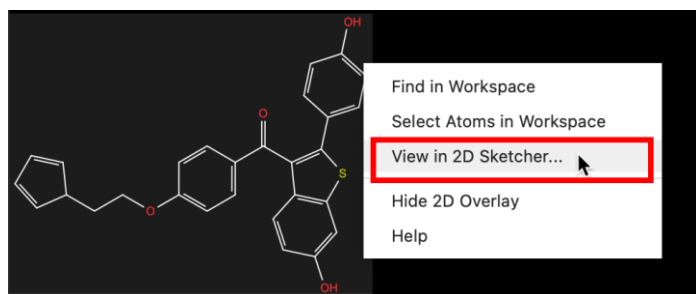 OH
Find in Workspace
Select Atoms in Workspace
O
View in 2D Sketcher...
S
Hide 2D Overlay
O
Help
OH